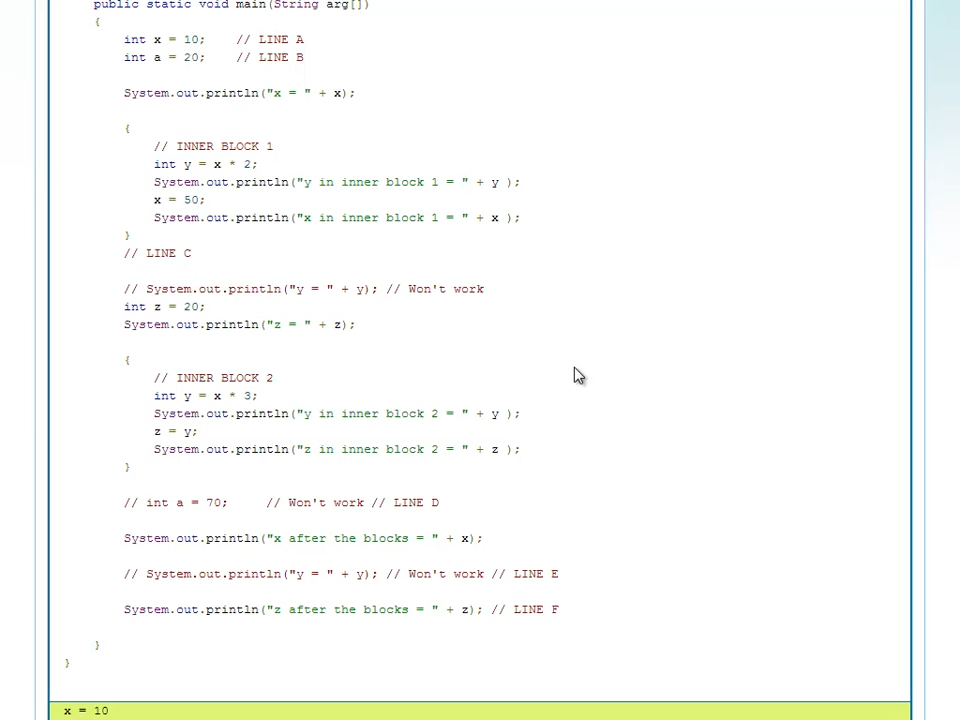 public static void main(String arg[])
{
int x = 10;    // LINE A
int a = 20;    // LINE B
System.out.println("x = " + x);
{
// INNER BLOCK 1
int y = x * 2;
System.out.println("y in inner block 1 = " + y );
x = 50;
System.out.println("x in inner block 1 = " + x );
}
// LINE C
// System.out.println("y = " + y); // Won't work
int z = 20;
System.out.println("z = " + z);
{
// INNER BLOCK 2
int y = x * 3;
System.out.println("y in inner block 2 = " + y );
z = y;
System.out.println("z in inner block 2 = " + z );
}
// int a = 70;     // Won't work // LINE D
System.out.println("x after the blocks = " + x);
// System.out.println("y = " + y); // Won't work // LINE E
System.out.println("z after the blocks = " + z); // LINE F
}
}
x = 10